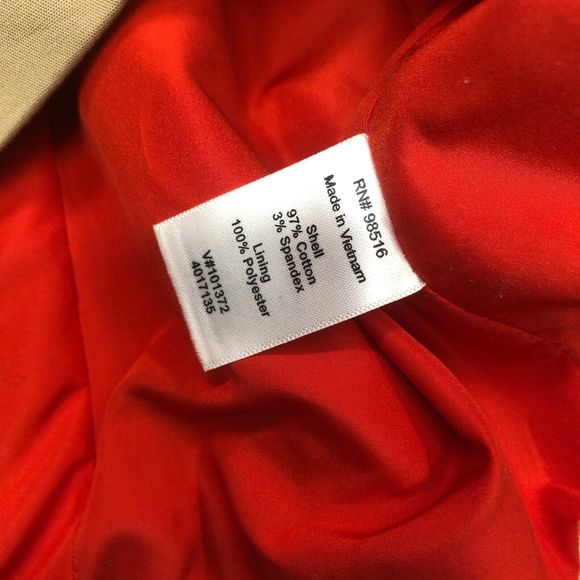 RN# 98516
Made in Vietnam
Shell
97% Cotton
3% Spandex
Lining
100% Polyester
V#101372
4017135